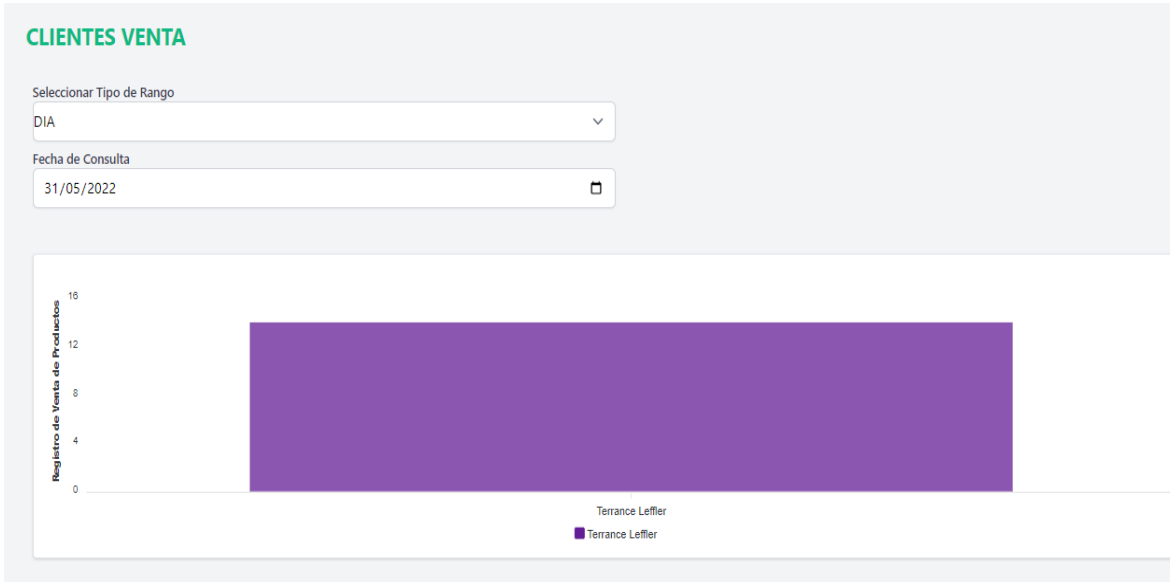 CLIENTES VENTA
Seleccionar Tipo de Rango
DIA
Fecha de Consulta
31/05/2022
Registro de Venta de Productos
16
12
8
4
0
Terrance Leffler
Terrance Leffler